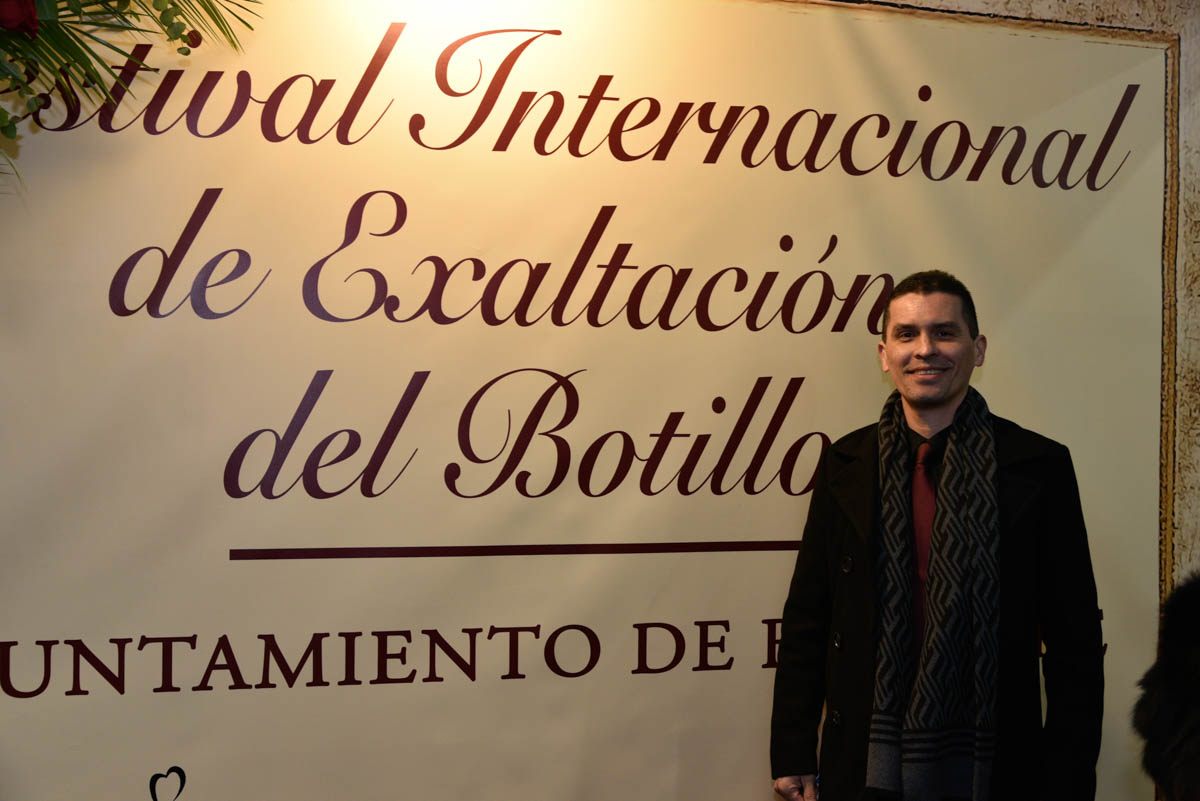 stival Internacional
de Exaltación
del Botillo
UNTAMIENTO DE